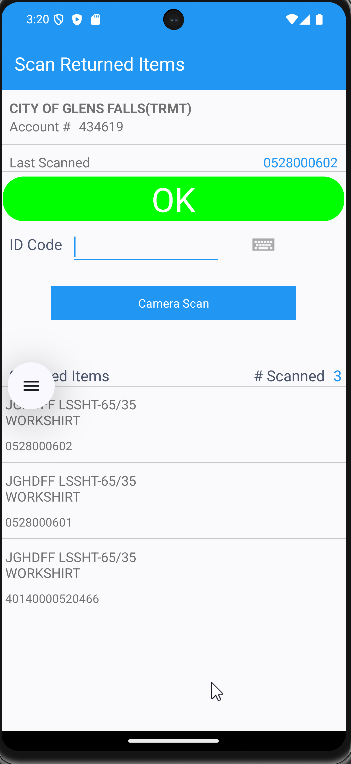 3:20
Scan Returned Items
CITY OF GLENS FALLS(TRMT)
Account # 434619
Last Scanned 0528000602
OK
ID Code
Camera Scan
ed Items # Scanned 3
JGHDFF LSSHT-65/35
WORKSHIRT
0528000602
JGHDFF LSSHT-65/35
WORKSHIRT
0528000601
JGHDFF LSSHT-65/35
WORKSHIRT
40140000520466